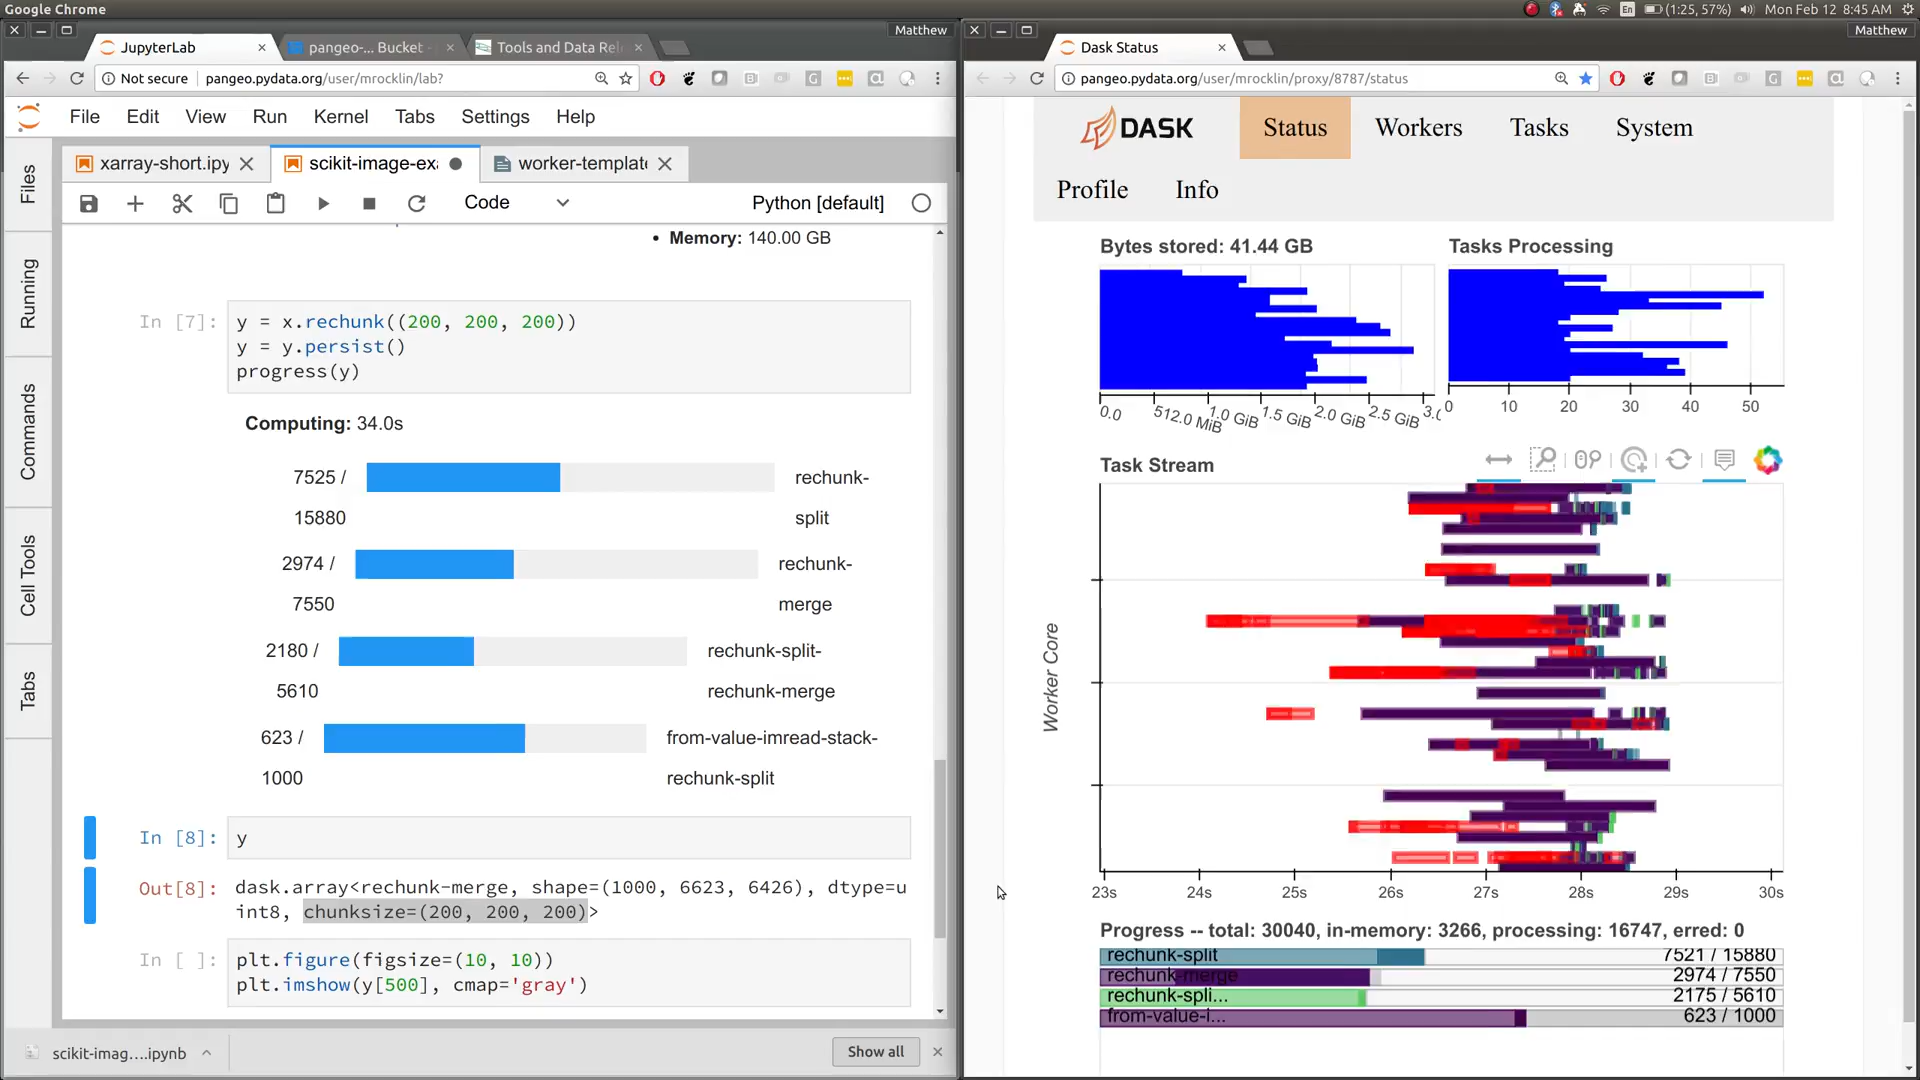 Google Chrome
En (1:25, 57%) Mon Feb 12 8:45 AM
JupyterLab × pangeo-... Bucket - × Tools and Data Rel × Matthew
Not secure pangeo.pydata.org/user/mrocklin/lab?
File Edit View Run Kernel Tabs Settings Help
Files
Running
Commands
Cell Tools
Tabs
xarray-short.ipy scikit-image-exa worker-template
Code Python [default]
• Memory: 140.00 GB
In [7]: y = x.rechunk((200, 200, 200))
y = y.persist()
progress(y)
Computing: 34.0s
7525 / rechunk-
15880 split
2974 / rechunk-
7550 merge
2180 / rechunk-split-
5610 rechunk-merge
623 / from-value-imread-stack-
1000 rechunk-split
In [8]: y
Out[8]: dask.array<rechunk-merge, shape=(1000, 6623, 6426), dtype=u
int8, chunksize=(200, 200, 200)>
In [ ]: plt.figure(figsize=(10, 10))
plt.imshow(y[500], cmap='gray')
scikit-imag....ipynb Show all
Dask Status × Matthew
pangeo.pydata.org/user/mrocklin/proxy/8787/status
DASK Status Workers Tasks System
Profile Info
Bytes stored: 41.44 GB
0.0 512.0 MiB 1.0 GiB 1.5 GiB 2.0 GiB 2.5 GiB 3.0
Tasks Processing
0 10 20 30 40 50
Task Stream
Worker Core
23s 24s 25s 26s 27s 28s 29s 30s
Progress -- total: 30040, in-memory: 3266, processing: 16747, erred: 0
rechunk-split 7521 / 15880
rechunk-merge 2974 / 7550
rechunk-spli... 2175 / 5610
from-value-i... 623 / 1000